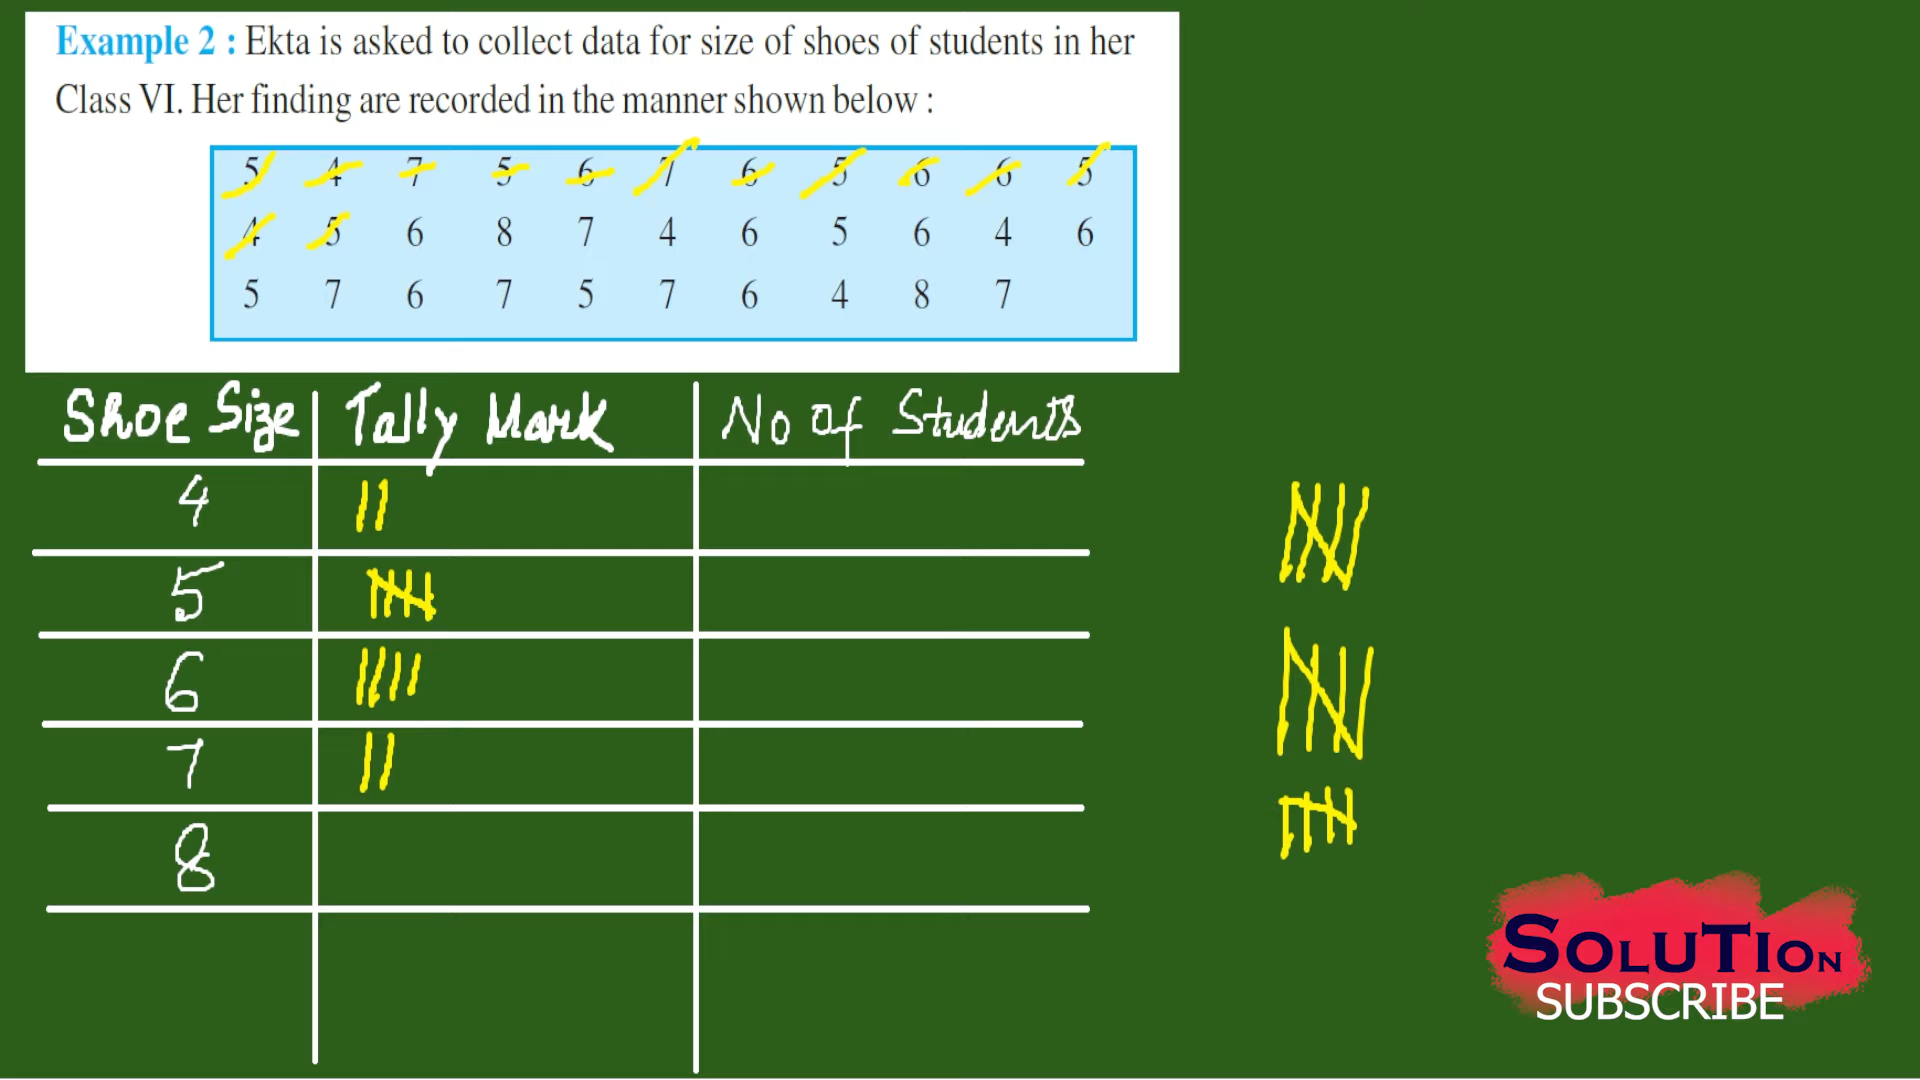 Example 2 : Ekta is asked to collect data for size of shoes of students in her
Class VI. Her finding are recorded in the manner shown below :
5 4 7 5 6 7 6 5 6 6 5
4 5 6 8 7 4 6 5 6 4 6
5 7 6 7 5 7 6 4 8 7
Shoe Size Tally Mark No of Students
4
5
6
7
8
SOLUTION
SUBSCRIBE